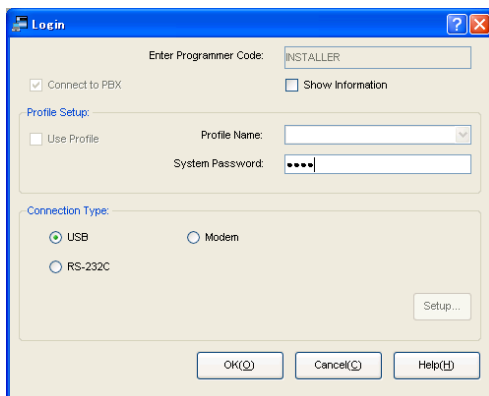 Login
Enter Programmer Code: INSTALLER
Connect to PBX Show Information
Profile Setup:
Use Profile Profile Name:
System Password: ••••
Connection Type:
USB Modem
RS-232C
Setup...
OK(O) Cancel(C) Help(H)